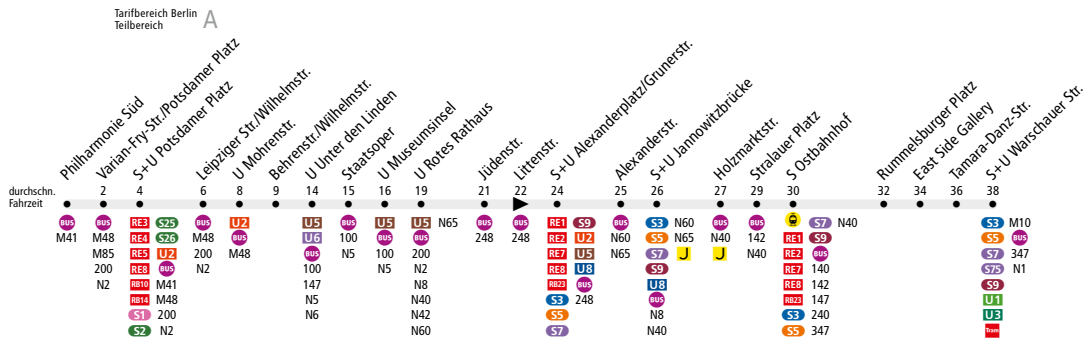 Tarifbereich Berlin
Teilbereich
A
Philharmonie Süd
Varian-Fry-Str./Potsdamer Platz
S+U Potsdamer Platz
Leipziger Str./Wilhelmstr.
U Mohrenstr.
Behrenstr./Wilhelmstr.
U Unter den Linden
Staatsoper
U Museumsinsel
U Rotes Rathaus
Jüdenstr.
Littenstr.
S+U Alexanderplatz/Grunerstr.
Alexanderstr.
S+U Jannowitzbrücke
Holzmarktstr.
Stralauer Platz
S Ostbahnhof
Rummelsburger Platz
East Side Gallery
Tamara-Danz-Str.
S+U Warschauer Str.
durchschn. 2 4 6 8 9 14 15 16 19 21 22 24 25 26 27 29 30 32 34 36 38
Fahrzeit
BUS
M41
BUS
M48
M85
200
N2
RE3 S25
RE4 S26
RE5 U2
RE8 BUS
RB10 M41
RB14 M48
S1 200
S2 N2
BUS
M48
200
N2
U2
BUS
M48
U5
U6
BUS
100
147
N5
N6
BUS
100
N5
U5
BUS
100
N5
U5 N65
BUS
200
N2
N8
N40
N42
N60
BUS
248
BUS
248
RE1 S9
RE2 U2
RE7 U5
RE8 U8
RB23 BUS
S3 248
S5
S7
BUS
N60
N65
S3 N60
S5 N65
S7
S9
U8
BUS
N8
N40
BUS
N40
BUS
142
N40
S7 N40
RE1 S9
RE2 BUS
RE7 140
RE8 142
RB23 147
S3 240
S5 347
S3 M10
S5 BUS
S7 347
S75 N1
S9
U1
U3
Tram